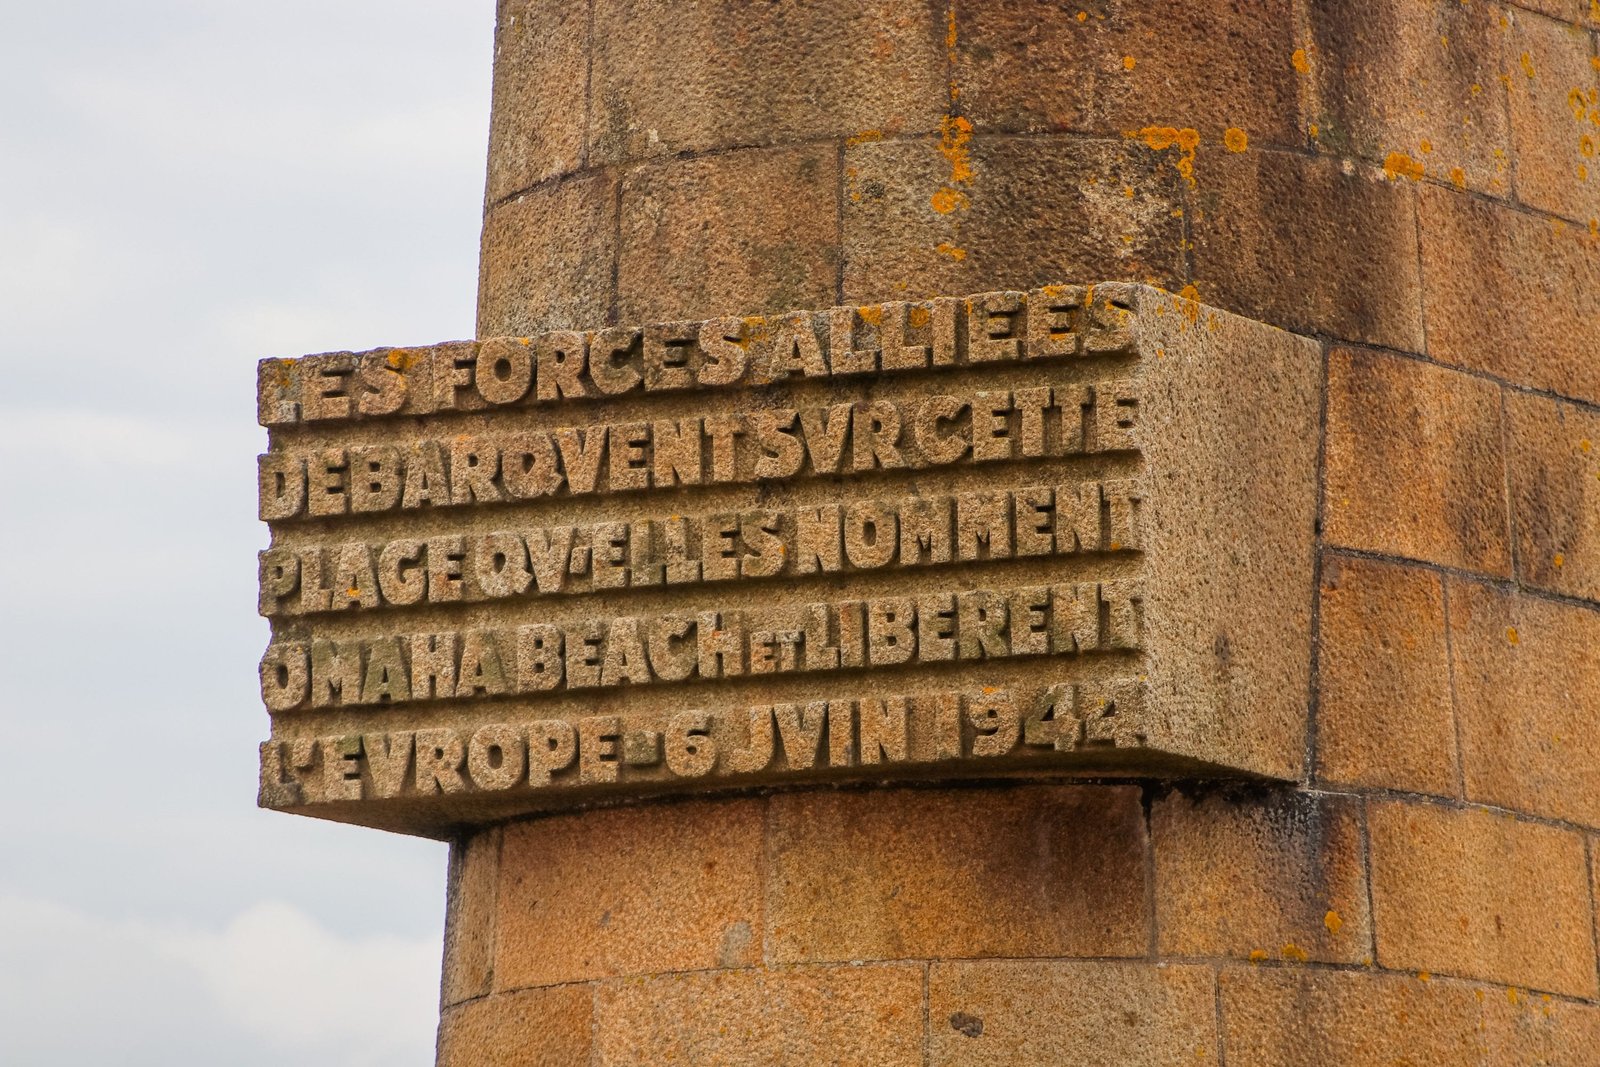 LES FORCES ALLIEES
DEBARQVENT SVR CETTE
PLAGE QV'ELLES NOMMENT
OMAHA BEACH ET LIBERENT
L'EVROPE - 6 JVIN 1944